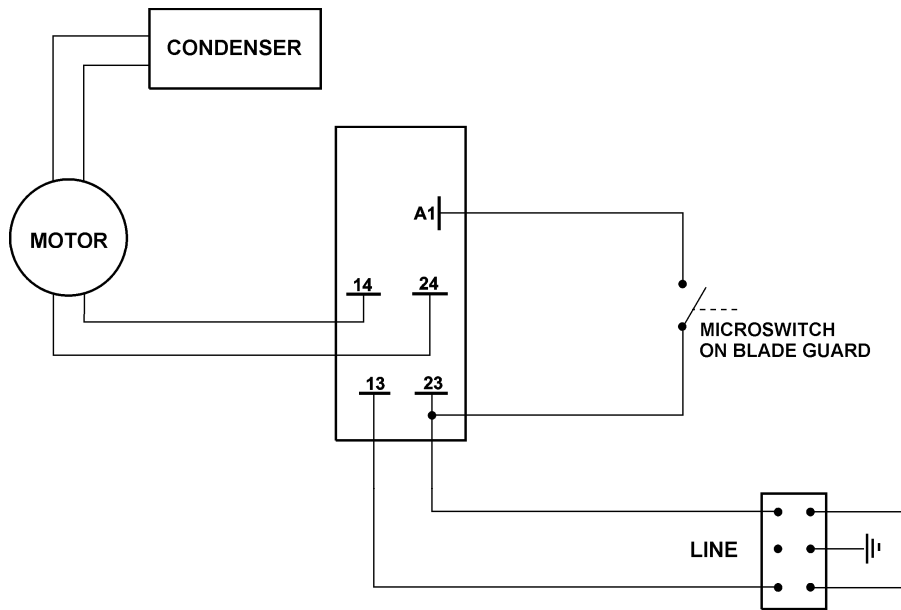 CONDENSER
A1
MOTOR
14
24
MICROSWITCH
ON BLADE GUARD
13
23
LINE